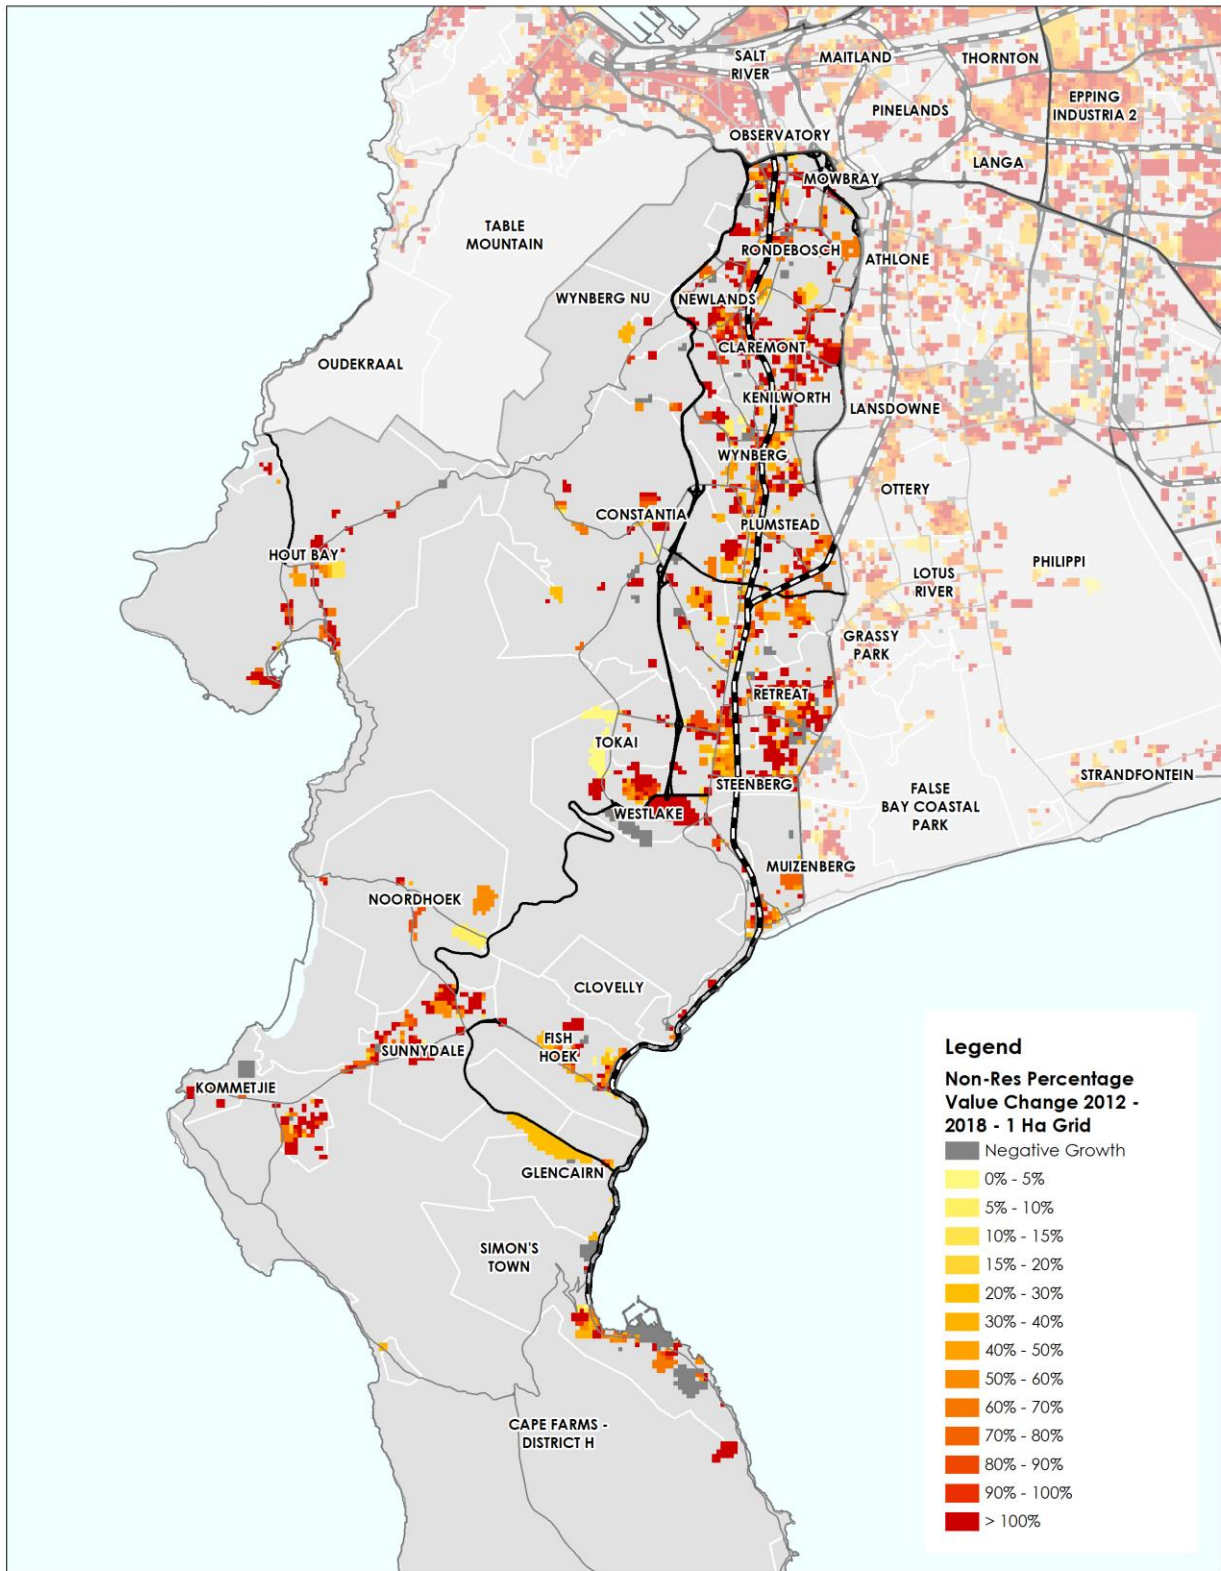 SALT
RIVER
MAITLAND
THORNTON
EPPING
INDUSTRIA 2
PINELANDS
OBSERVATORY
LANGA
MOWBRAY
TABLE
MOUNTAIN
RONDEBOSCH
ATHLONE
WYNBERG NU
NEWLANDS
CLAREMONT
OUDEKRAAL
KENILWORTH
LANSDOWNE
WYNBERG
OTTERY
CONSTANTIA
PLUMSTEAD
HOUT BAY
LOTUS
RIVER
PHILIPPI
GRASSY
PARK
RETREAT
TOKAI
STRANDFONTEIN
STEENBERG
FALSE
BAY COASTAL
PARK
WESTLAKE
MUIZENBERG
NOORDHOEK
CLOVELLY
FISH
HOEK
SUNNYDALE
KOMMETJIE
GLENCAIRN
SIMON'S
TOWN
CAPE FARMS -
DISTRICT H
Legend
Non-Res Percentage
Value Change 2012 -
2018 - 1 Ha Grid
Negative Growth
0% - 5%
5% - 10%
10% - 15%
15% - 20%
20% - 30%
30% - 40%
40% - 50%
50% - 60%
60% - 70%
70% - 80%
80% - 90%
90% - 100%
> 100%